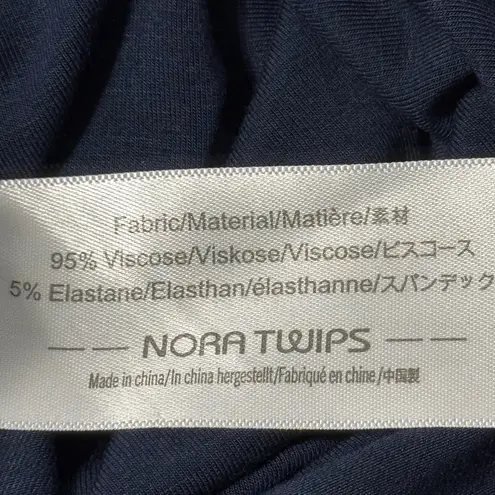 Fabric/Material/Matière/素材
95% Viscose/Viskose/Viscose/ビスコース
5% Elastane/Elasthan/élasthanne/スパンデック
NORA TWIPS
Made in china/In china hergestellt/Fabriqué en chine /中国製